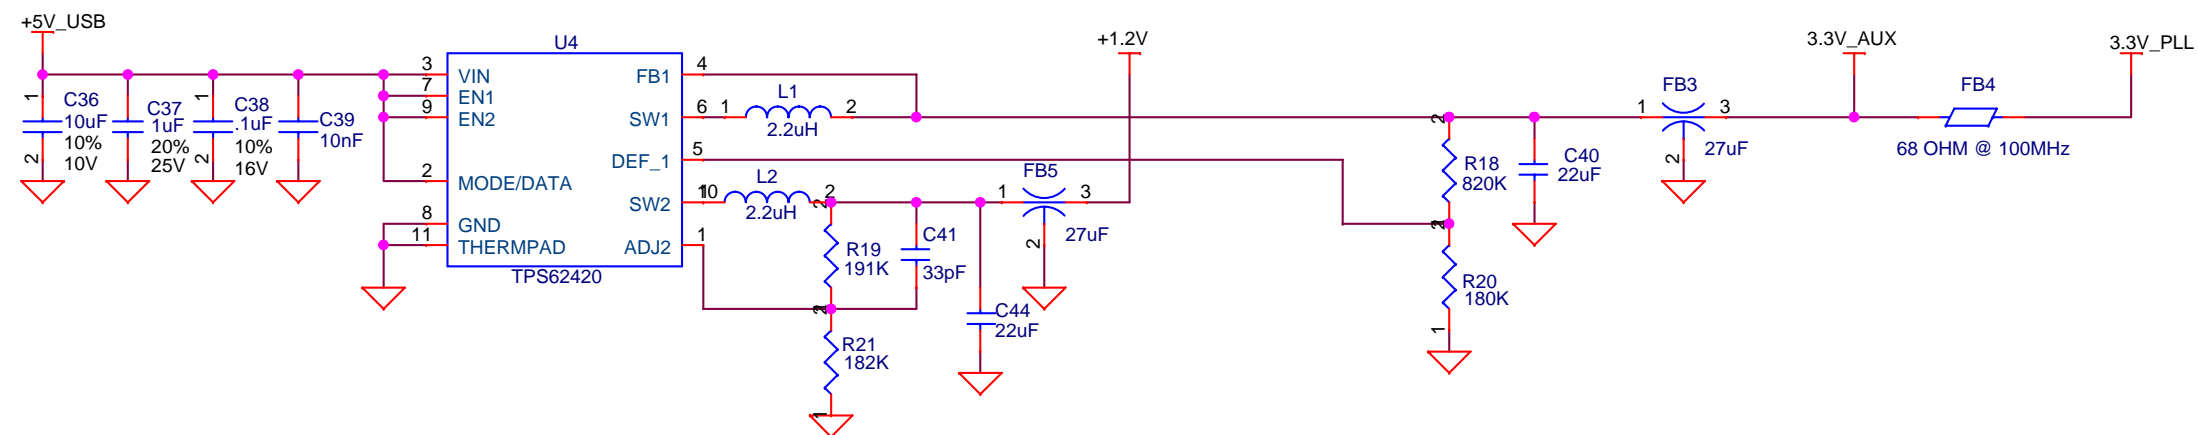 +5V_USB
C36
10uF
10%
10V
1
2
C37
1uF
20%
25V
C38
.1uF
10%
16V
1
2
C39
10nF
U4
3 VIN
7 EN1
9 EN2
2 MODE/DATA
8 GND
11 THERMPAD
FB1 4
SW1 6
DEF_1 5
SW2 10
ADJ2 1
TPS62420
L1
1 2
2.2uH
L2
1 2
2.2uH
R19
191K
2
C41
33pF
R21
182K
2
1
C44
22uF
FB5
1 3
2
27uF
+1.2V
R18
820K
2
R20
180K
2
1
C40
22uF
FB3
1 3
2
27uF
3.3V_AUX
FB4
68 OHM @ 100MHz
3.3V_PLL